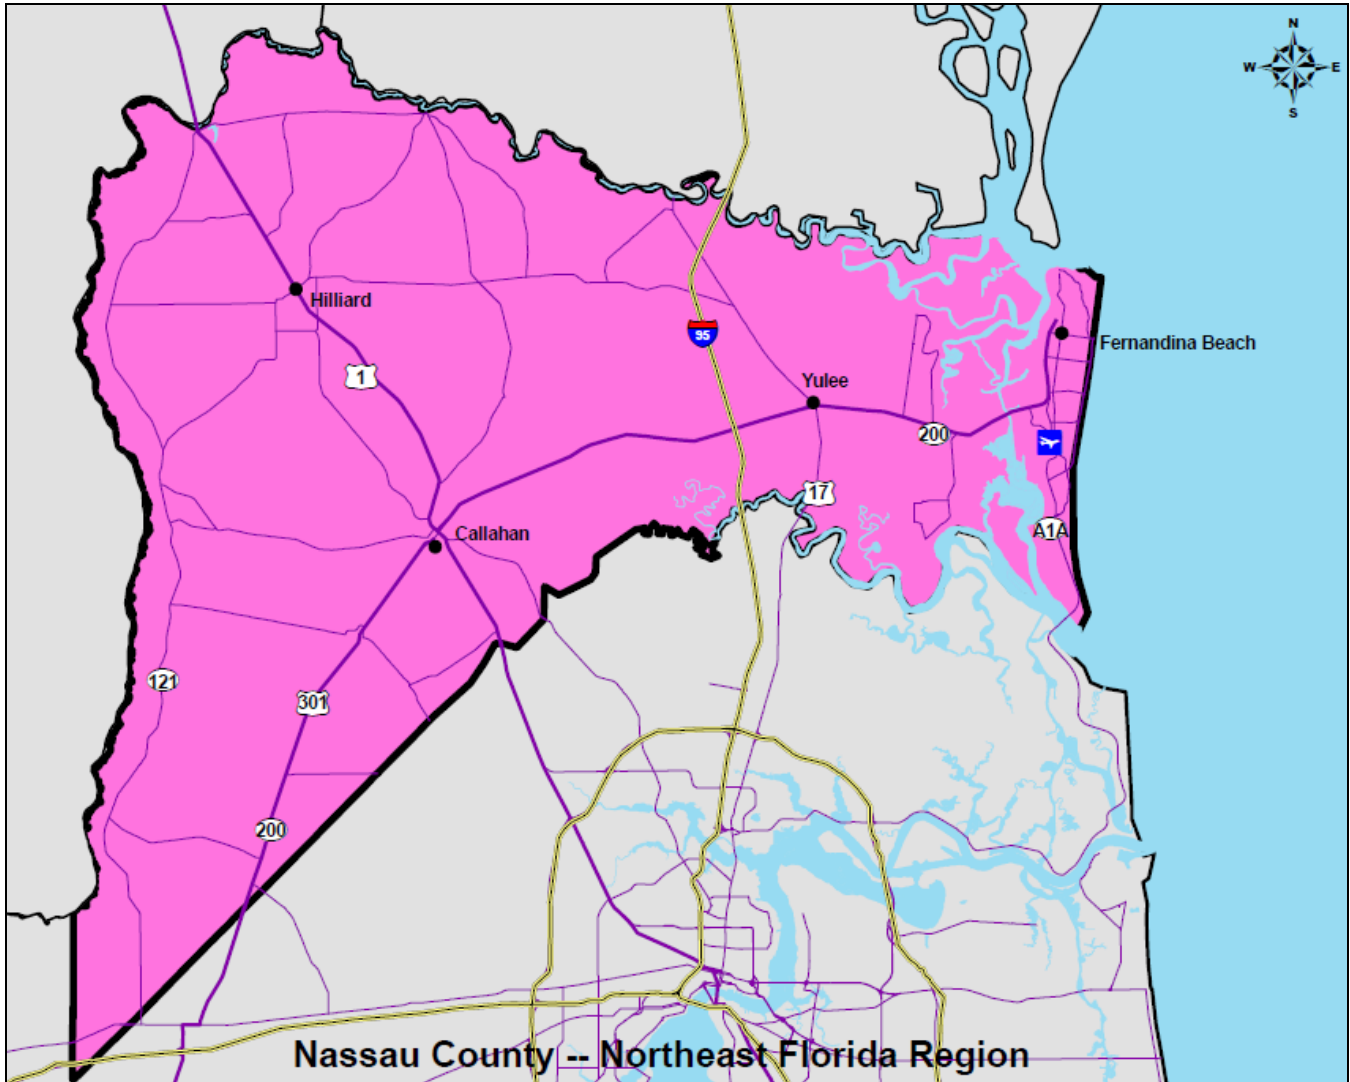 N
W E
S
Hilliard
95
Fernandina Beach
1
Yulee
200
17
Callahan
A1A
121
301
200
Nassau County -- Northeast Florida Region